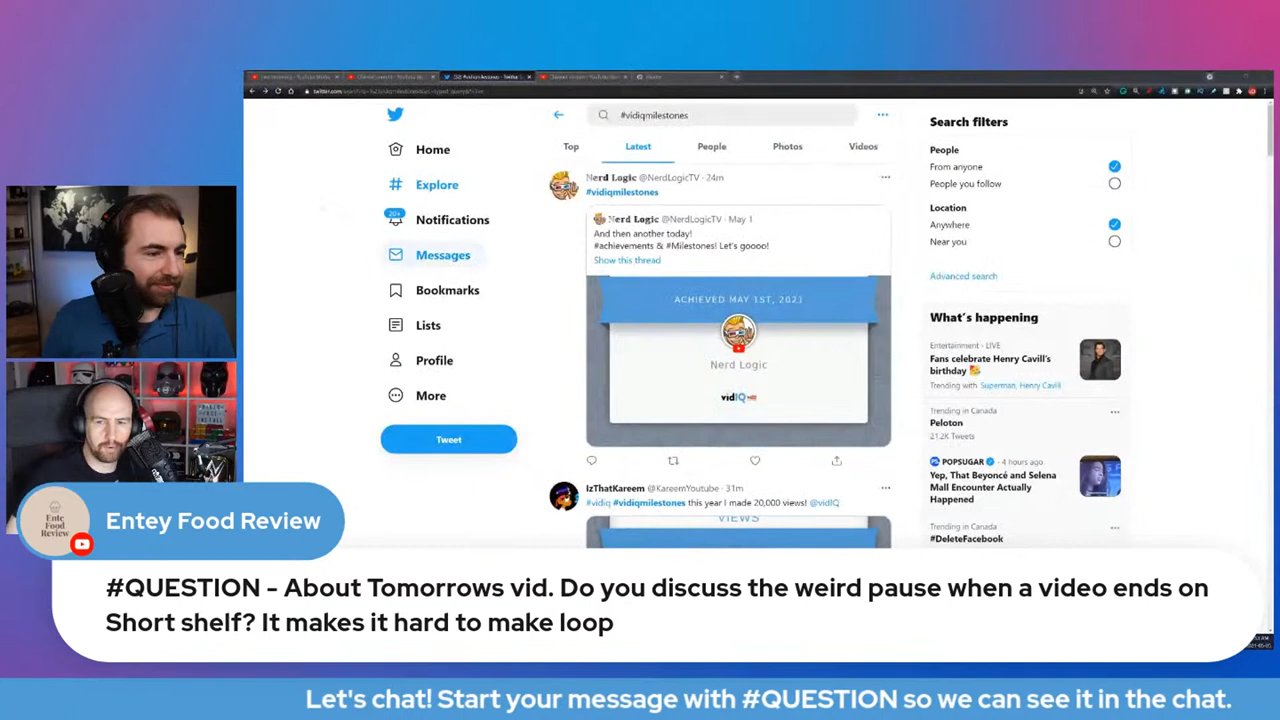 #vidiqmilestones
Home
Explore
20+
Notifications
Messages
Bookmarks
Lists
Profile
More
Tweet
Top
Latest
People
Photos
Videos
Nerd Logic @NerdLogicTV · 24m
#vidiqmilestones
Nerd Logic @NerdLogicTV · May 1
And then another today!
#achievements & #Milestones! Let's goooo!
Show this thread
ACHIEVED MAY 1ST, 2021
Nerd Logic
vidIQ
IzThatKareem @KareemYoutube · 31m
#vidiq #vidiqmilestones this year I made 20,000 views! @vidIQ
VIEWS
Search filters
People
From anyone
People you follow
Location
Anywhere
Near you
Advanced search
What's happening
Entertainment · LIVE
Fans celebrate Henry Cavill's
birthday
Trending with Superman, Henry Cavill
Trending in Canada
Peloton
21.2K Tweets
POPSUGAR · 4 hours ago
Yep, That Beyoncé and Selena
Mall Encounter Actually
Happened
Trending in Canada
#DeleteFacebook
Ente
Food
Review
Entey Food Review
#QUESTION - About Tomorrows vid. Do you discuss the weird pause when a video ends on
Short shelf? It makes it hard to make loop
Let's chat! Start your message with #QUESTION so we can see it in the chat.